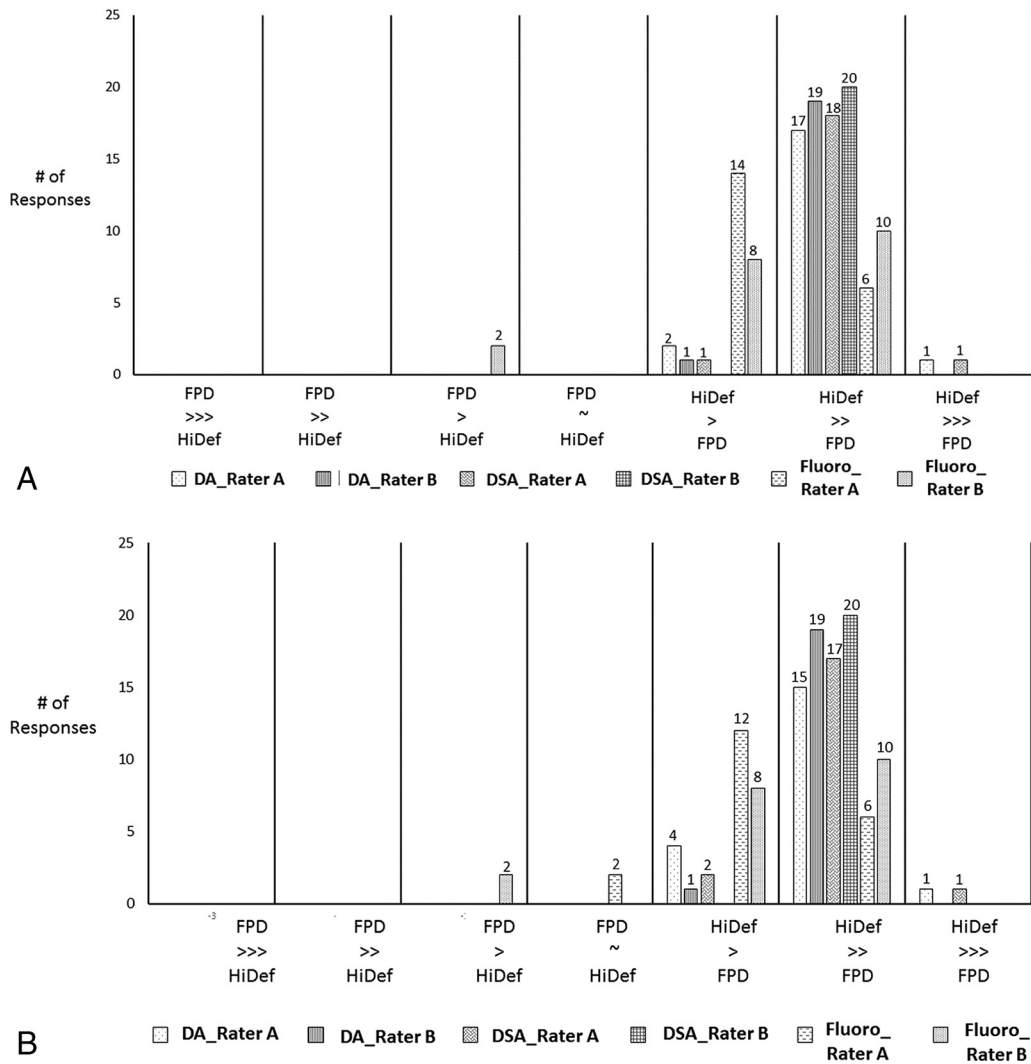 25
20
15
10
5
0
# of
Responses
2
2
1
1
14
8
17
19
18
20
6
10
1
1
FPD
>>>
HiDef
FPD
>>
HiDef
FPD
>
HiDef
FPD
~
HiDef
HiDef
>
FPD
HiDef
>>
FPD
HiDef
>>>
FPD
A
DA_Rater A
DA_Rater B
DSA_Rater A
DSA_Rater B
Fluoro_
Rater A
Fluoro_
Rater B
25
20
15
10
5
0
# of
Responses
2
2
4
1
2
12
8
15
19
17
20
6
10
1
1
-3
FPD
>>>
HiDef
FPD
>>
HiDef
FPD
>
HiDef
FPD
~
HiDef
HiDef
>
FPD
HiDef
>>
FPD
HiDef
>>>
FPD
B
DA_Rater A
DA_Rater B
DSA_Rater A
DSA_Rater B
Fluoro_
Rater A
Fluoro_
Rater B